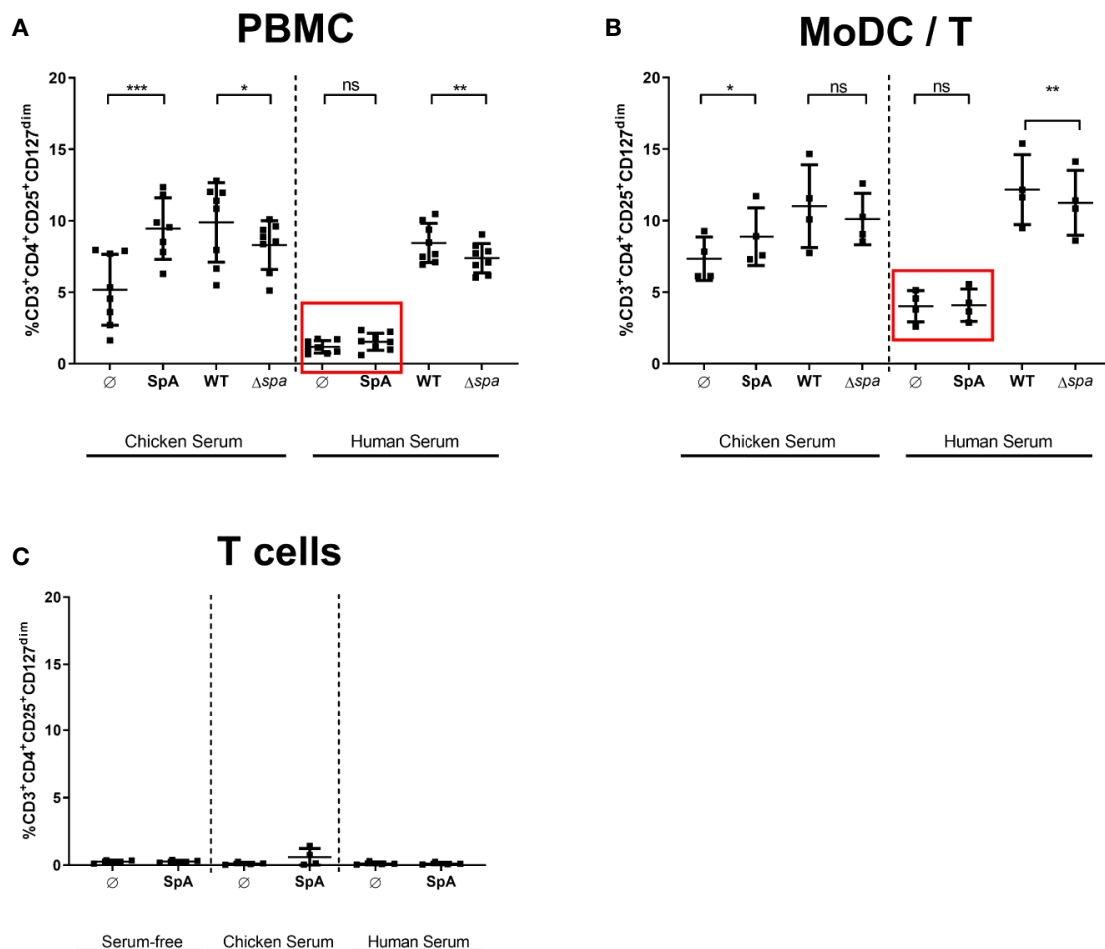 A
PBMC
%CD3⁺CD4⁺CD25⁺CD127ᵈⁱᵐ
20
15
10
5
0
***
*
ns
**
∅ SpA WT Δspa ∅ SpA WT Δspa
Chicken Serum Human Serum
B
MoDC / T
%CD3⁺CD4⁺CD25⁺CD127ᵈⁱᵐ
20
15
10
5
0
*
ns
ns
**
∅ SpA WT Δspa ∅ SpA WT Δspa
Chicken Serum Human Serum
C
T cells
%CD3⁺CD4⁺CD25⁺CD127ᵈⁱᵐ
20
15
10
5
0
∅ SpA ∅ SpA ∅ SpA
Serum-free Chicken Serum Human Serum